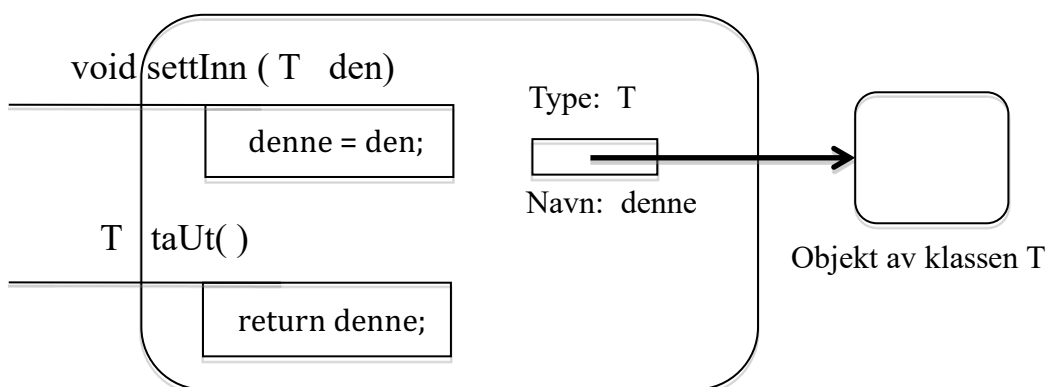 void settInn ( T den)
denne = den;
T taUt( )
return denne;
Type: T
Navn: denne
Objekt av klassen T